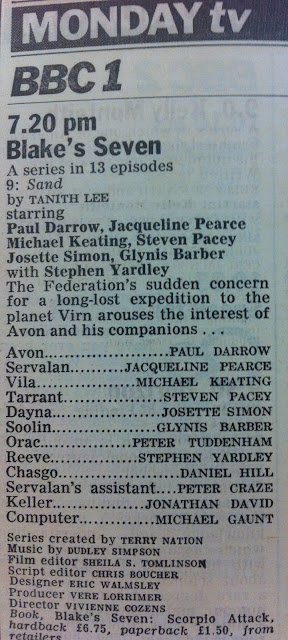 MONDAY tv
BBC 1
7.20 pm
Blake's Seven
A series in 13 episodes
9: Sand
by TANITH LEE
starring
Paul Darrow, Jacqueline Pearce
Michael Keating, Steven Pacey
Josette Simon, Glynis Barber
with Stephen Yardley
The Federation's sudden concern
for a long-lost expedition to the
planet Virn arouses the interest of
Avon and his companions . . .
Avon......................PAUL DARROW
Servalan.........JACQUELINE PEARCE
Vila................MICHAEL KEATING
Tarrant................STEVEN PACEY
Dayna................JOSETTE SIMON
Soolin................GLYNIS BARBER
Orac................PETER TUDDENHAM
Reeve.............STEPHEN YARDLEY
Chasgo....................DANIEL HILL
Servalan's assistant....PETER CRAZE
Keller................JONATHAN DAVID
Computer.............MICHAEL GAUNT
Series created by TERRY NATION
Music by DUDLEY SIMPSON
Film editor SHEILA S. TOMLINSON
Script editor CHRIS BOUCHER
Designer ERIC WALMSLEY
Producer VERE LORRIMER
Director VIVIENNE COZENS
Book, Blake's Seven: Scorpio Attack,
hardback £6.75, paperback £1.50, from
retailers